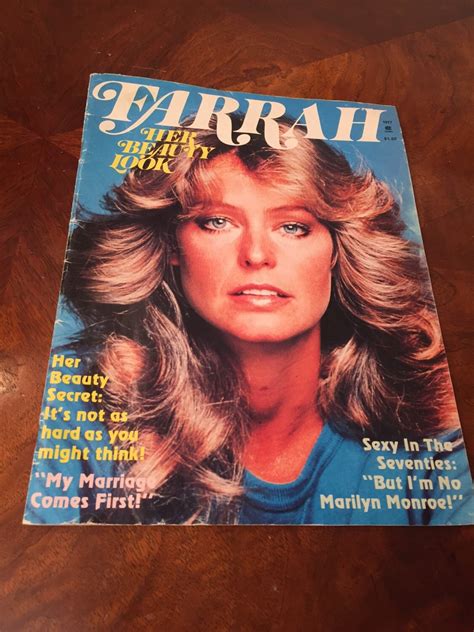 FARRAH
HER
BEAUTY
LOOK
1977
Her
Beauty
Secret:
It's not as
hard as you
might think!
"My Marriage
Comes First!"
Sexy In The
Seventies:
"But I'm No
Marilyn Monroe!"